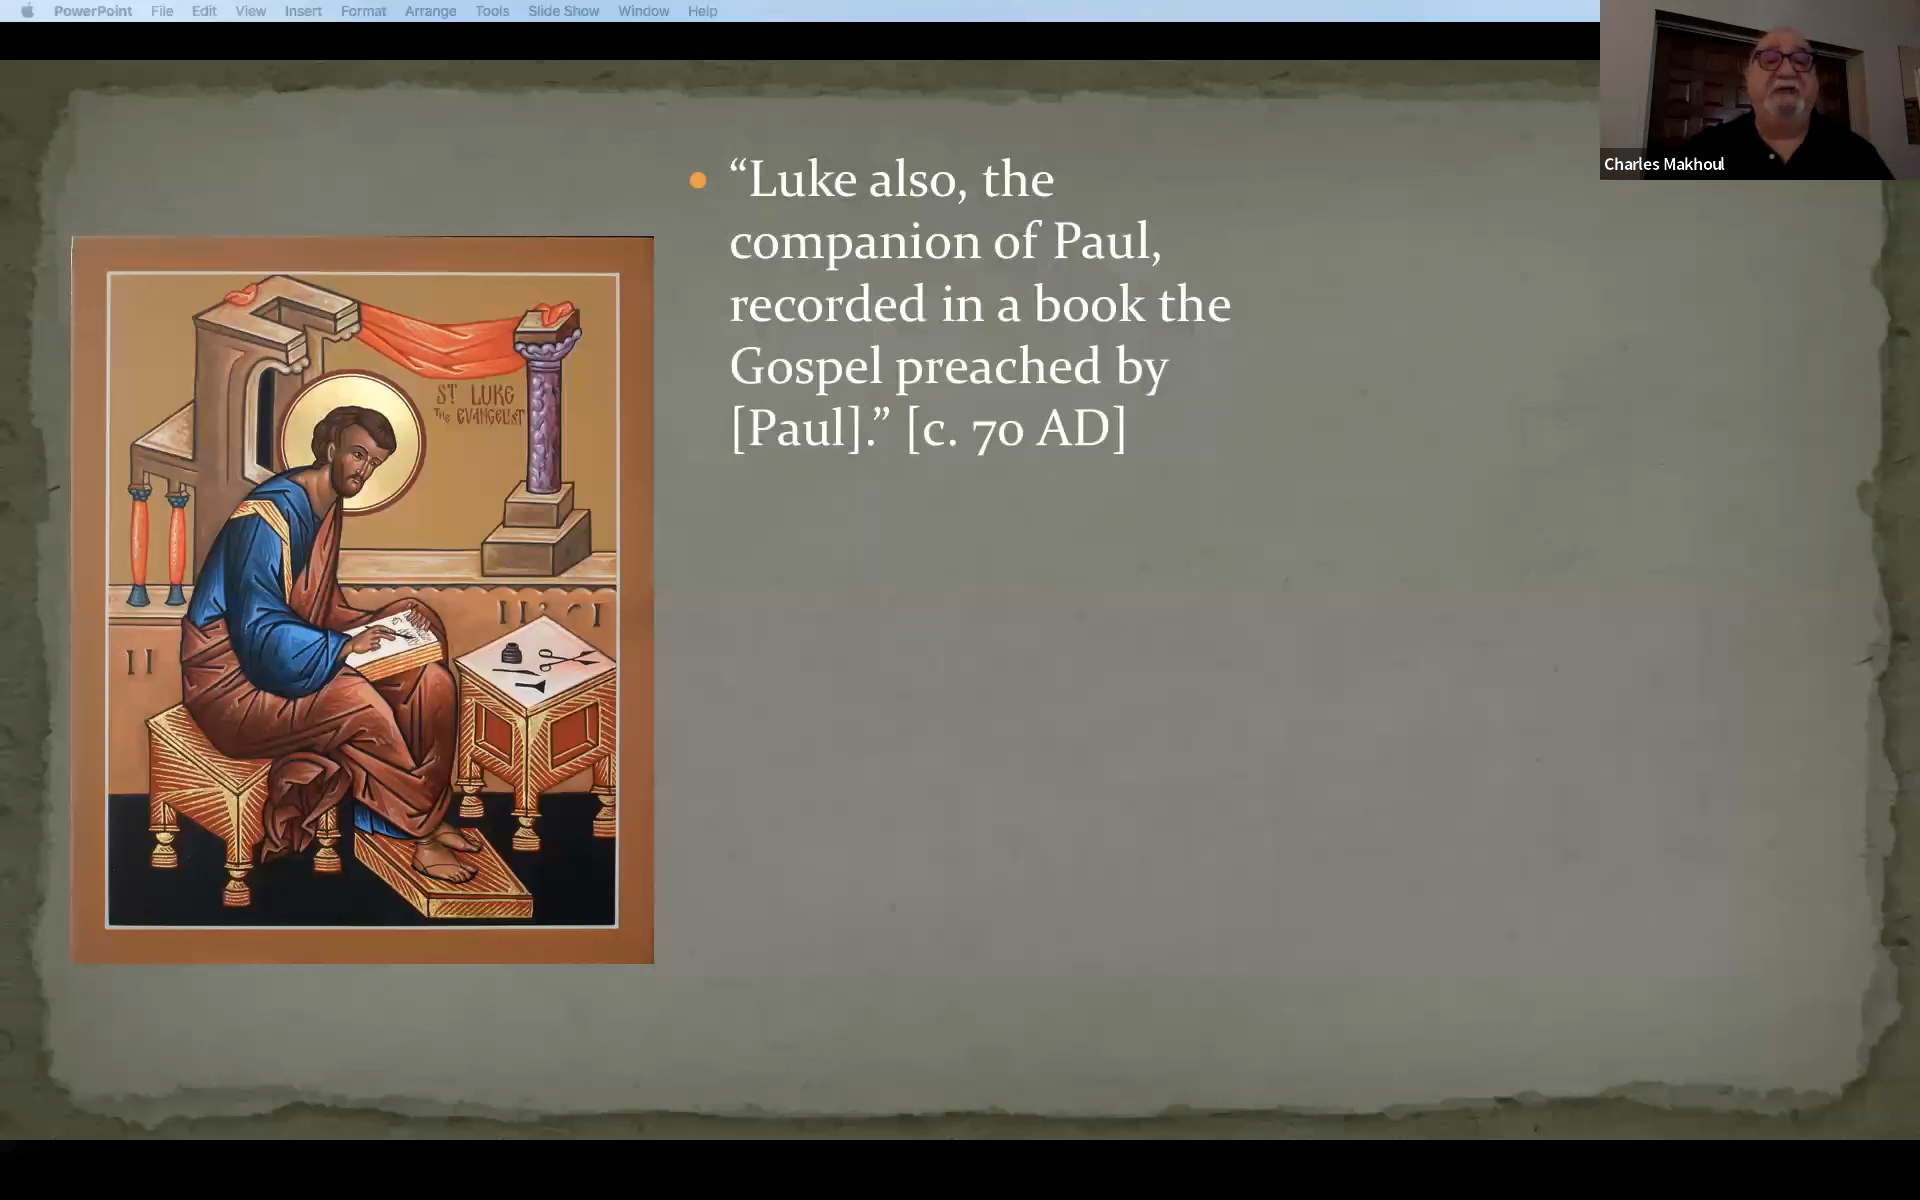 PowerPoint File Edit View Insert Format Arrange Tools Slide Show Window Help
Charles Makhoul
“Luke also, the
companion of Paul,
recorded in a book the
Gospel preached by
[Paul].” [c. 70 AD]
ST LUKE
THE EVANGELIST